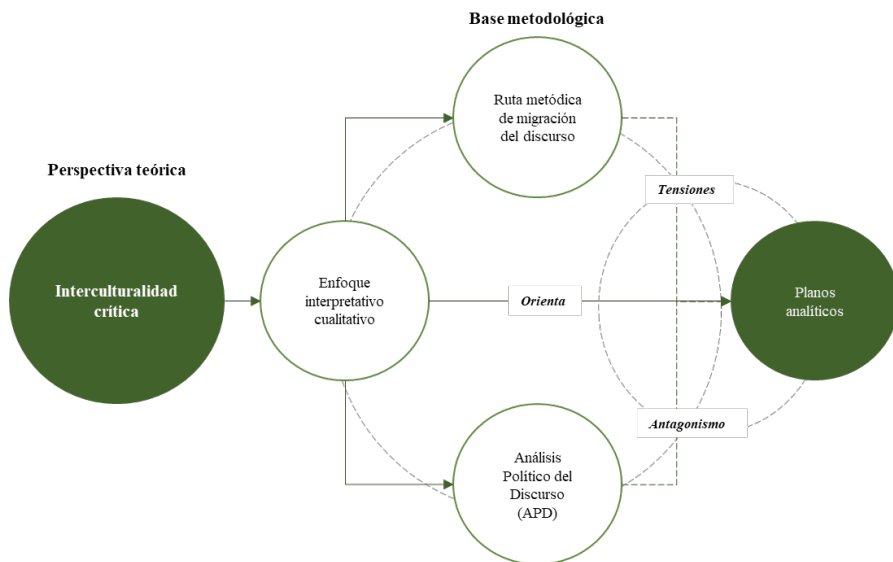 Base metodológica
Ruta metódica
de migración
del discurso
Perspectiva teórica
Tensiones
Interculturalidad
crítica
Enfoque
interpretativo
cualitativo
Orienta
Planos
analíticos
Antagonismo
Análisis
Político del
Discurso
(APD)